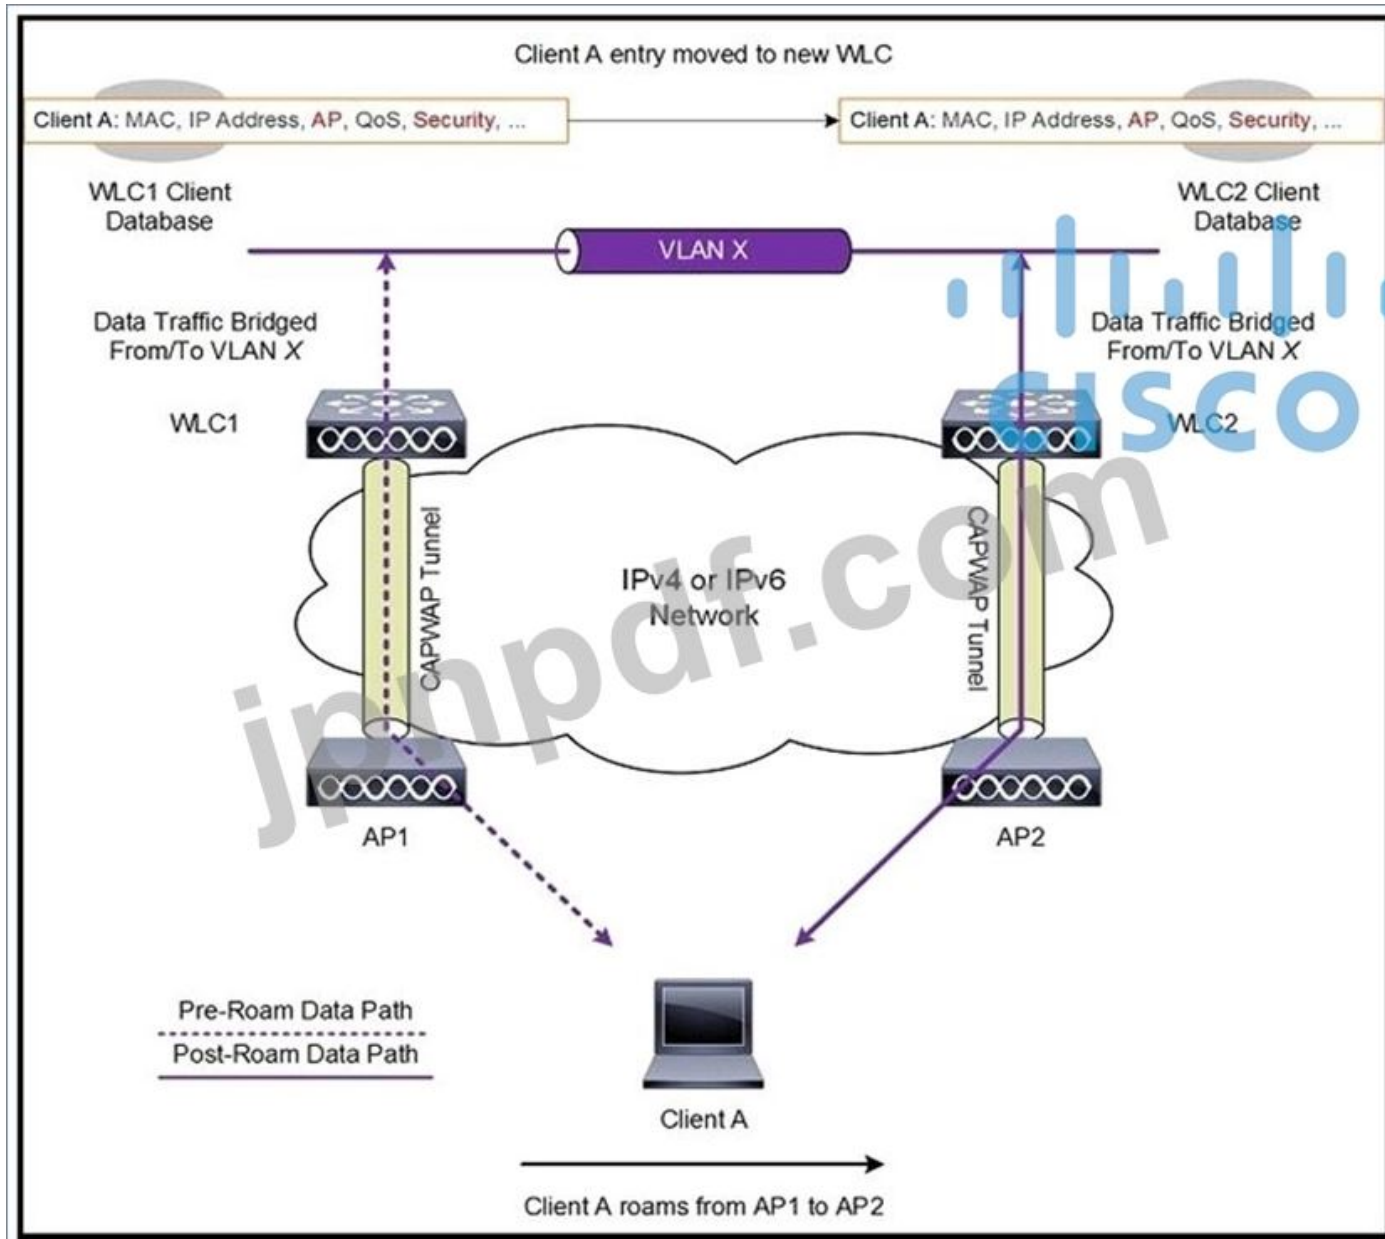 Client A entry moved to new WLC
Client A: MAC, IP Address, AP, QoS, Security, ...
Client A: MAC, IP Address, AP, QoS, Security, ...
WLC1 Client
Database
WLC2 Client
Database
VLAN X
Data Traffic Bridged
From/To VLAN X
Data Traffic Bridged
From/To VLAN X
CISCO
WLC1
WLC2
CAPWAP Tunnel
CAPWAP Tunnel
IPv4 or IPv6
Network
jpnpdf.com
AP1
AP2
Pre-Roam Data Path
Post-Roam Data Path
Client A
Client A roams from AP1 to AP2